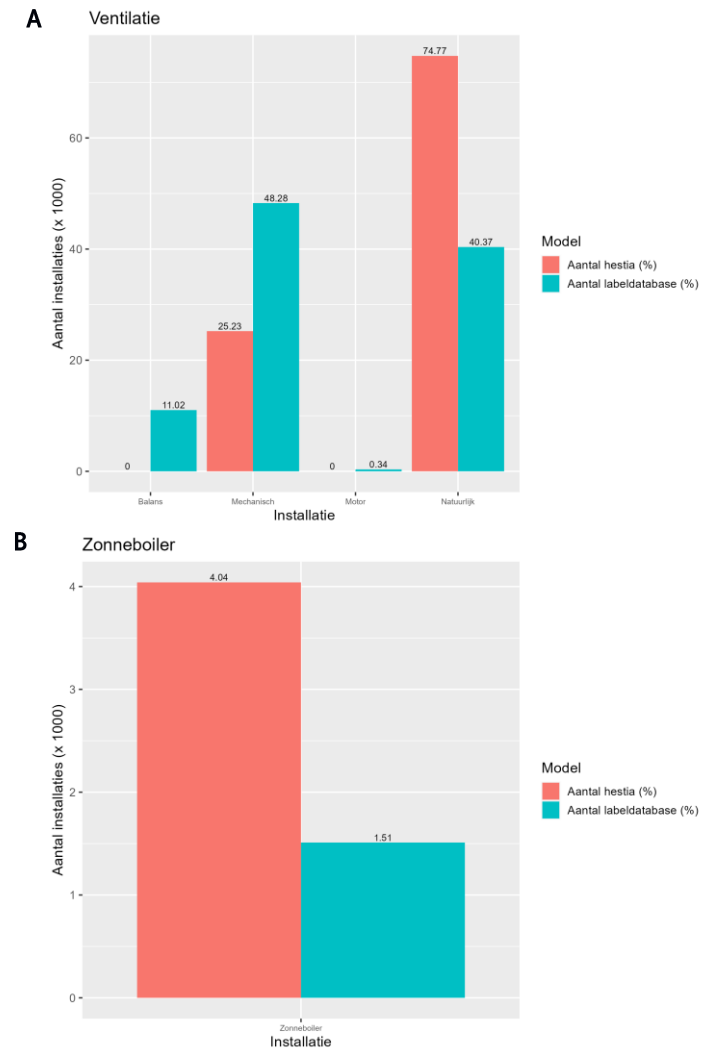 A
Ventilatie
Aantal installaties (x 1000)
60
40
20
0
0
11.02
25.23
48.28
0
0.34
74.77
40.37
Balans
Mechanisch
Motor
Natuurlijk
Installatie
Model
Aantal hestia (%)
Aantal labeldatabase (%)
B
Zonneboiler
Aantal installaties (x 1000)
4
3
2
1
0
4.04
1.51
Zonneboiler
Installatie
Model
Aantal hestia (%)
Aantal labeldatabase (%)